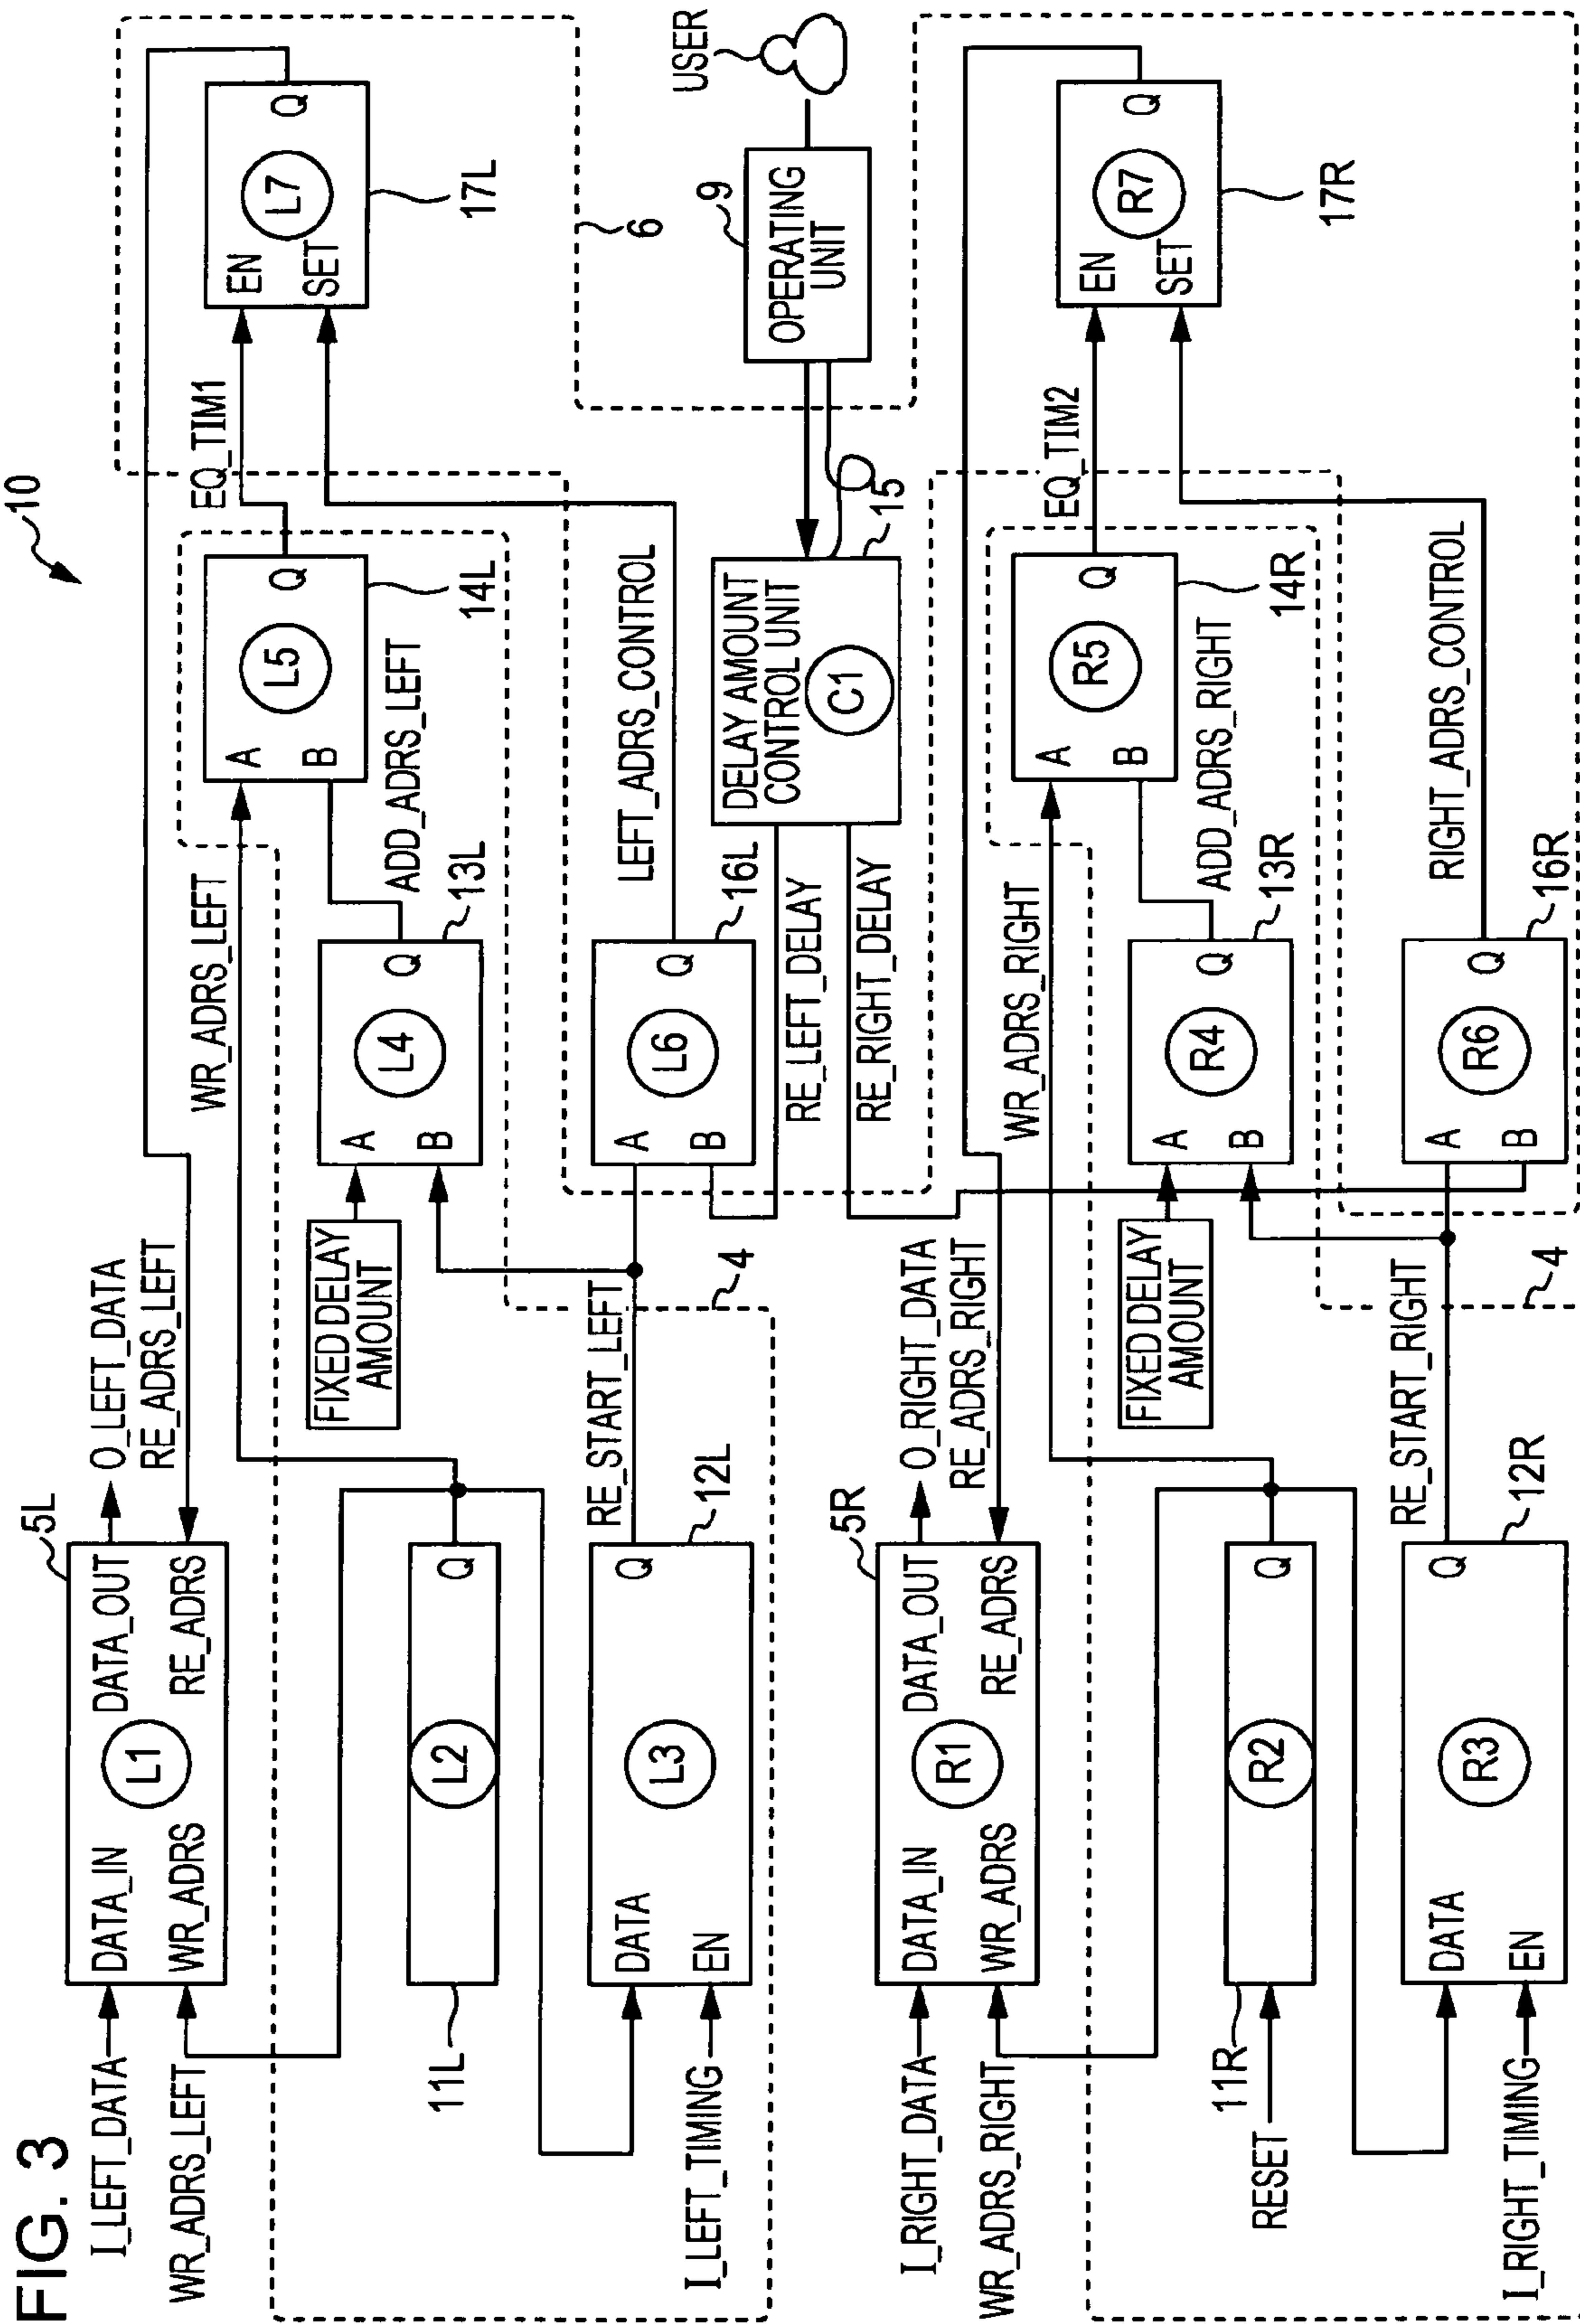 FIG. 3
10
I_LEFT_DATA
WR_ADRS_LEFT
5L
DATA_IN
WR_ADRS
L1
DATA_OUT
RE_ADRS
O_LEFT_DATA
RE_ADRS_LEFT
11L
L2
Q
WR_ADRS_LEFT
I_LEFT_TIMING
DATA
EN
L3
Q
12L
RE_START_LEFT
4
FIXED DELAY
AMOUNT
A
B
L4
Q
13L
ADD_ADRS_LEFT
A
B
L5
Q
14L
EQ_TIM1
A
B
L6
Q
16L
LEFT_ADRS_CONTROL
EN
SET
L7
Q
17L
6
RE_LEFT_DELAY
RE_RIGHT_DELAY
DELAY AMOUNT
CONTROL UNIT
C1
15
OPERATING
UNIT
9
USER
I_RIGHT_DATA
WR_ADRS_RIGHT
5R
DATA_IN
WR_ADRS
R1
DATA_OUT
RE_ADRS
O_RIGHT_DATA
RE_ADRS_RIGHT
RESET
11R
R2
Q
WR_ADRS_RIGHT
I_RIGHT_TIMING
DATA
EN
R3
Q
12R
RE_START_RIGHT
4
FIXED DELAY
AMOUNT
A
B
R4
Q
13R
ADD_ADRS_RIGHT
A
B
R5
Q
14R
EQ_TIM2
A
B
R6
Q
16R
RIGHT_ADRS_CONTROL
EN
SET
R7
Q
17R